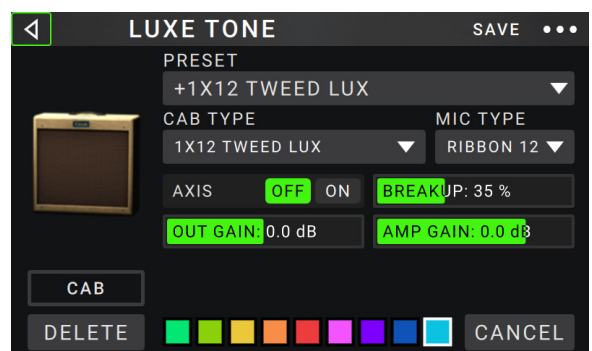 LUXE TONE
SAVE
PRESET
+1X12 TWEED LUX
CAB TYPE
MIC TYPE
1X12 TWEED LUX
RIBBON 12
AXIS OFF ON
BREAKUP: 35 %
OUT GAIN: 0.0 dB
AMP GAIN: 0.0 dB
CAB
DELETE
CANCEL